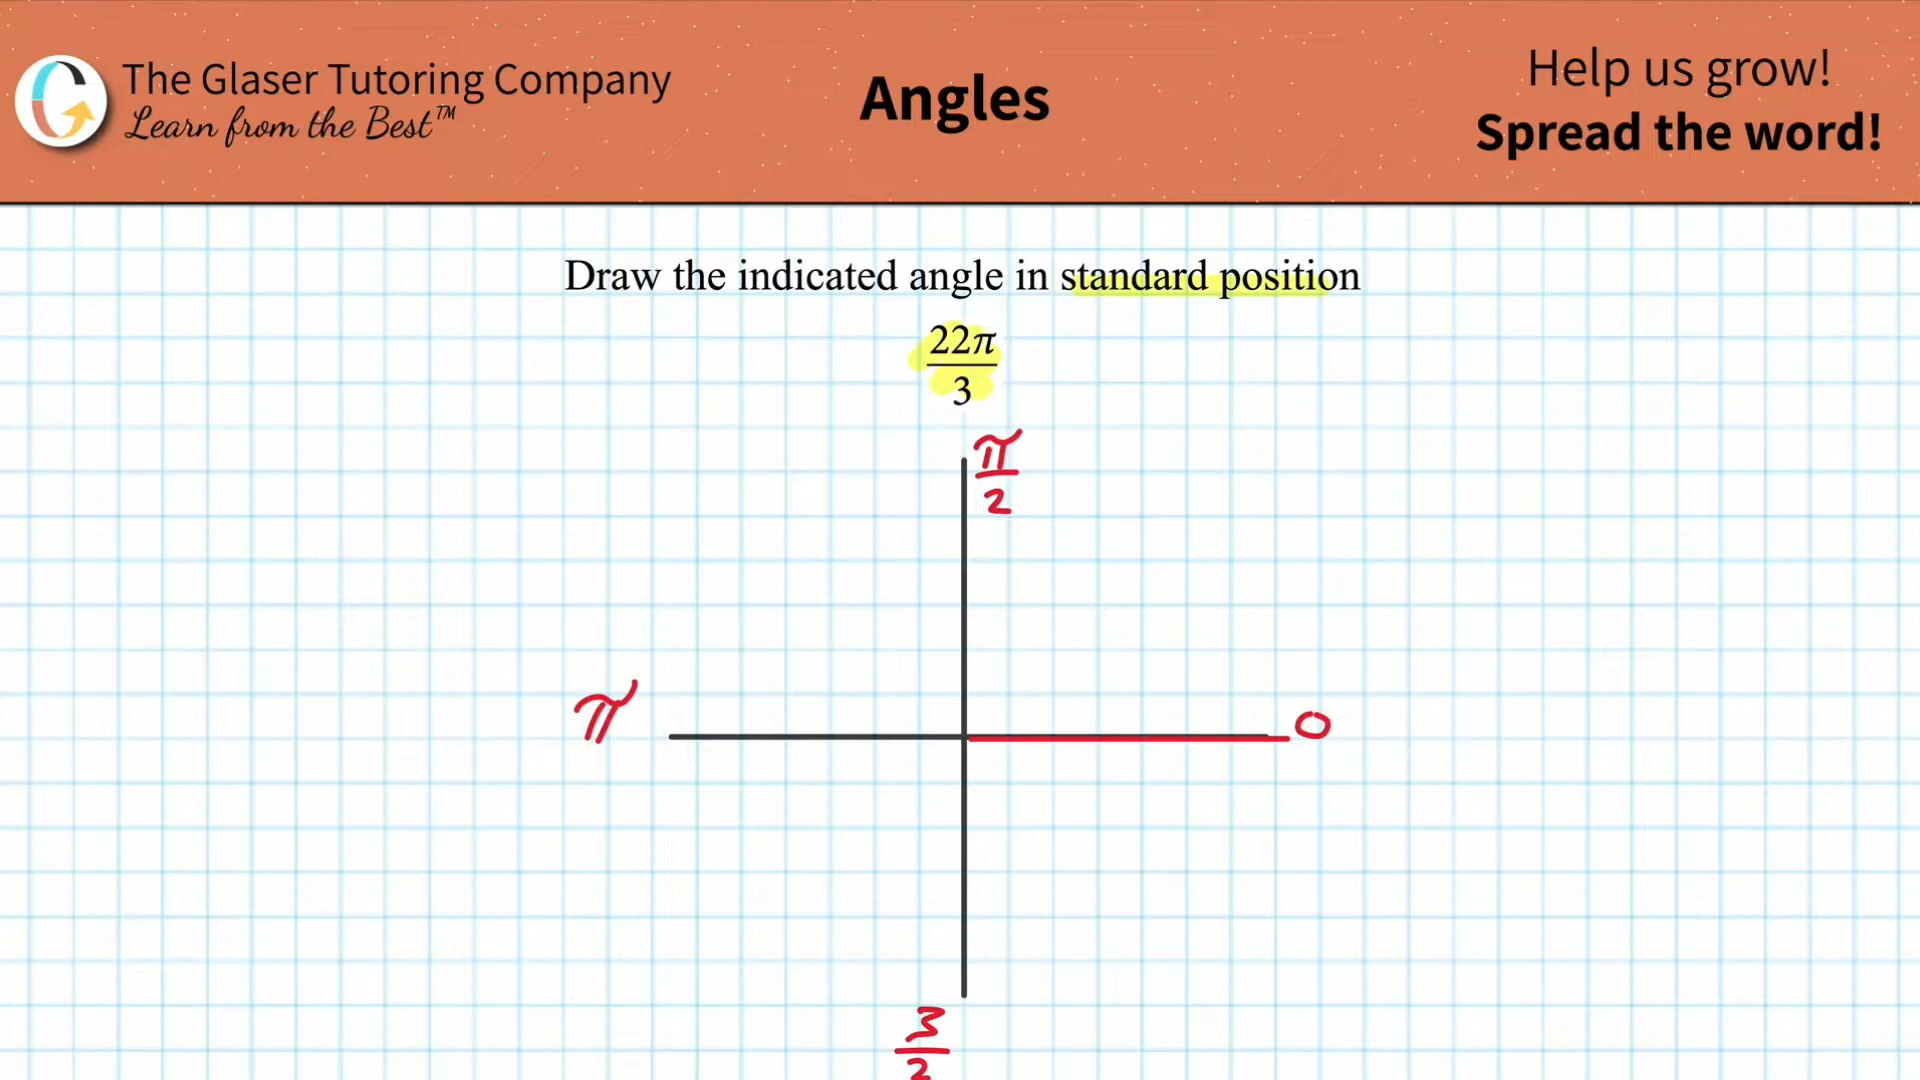 The Glaser Tutoring Company
Learn from the Best™
Angles
Help us grow!
Spread the word!
Draw the indicated angle in standard position
22π
3
π
2
π
0
3
2